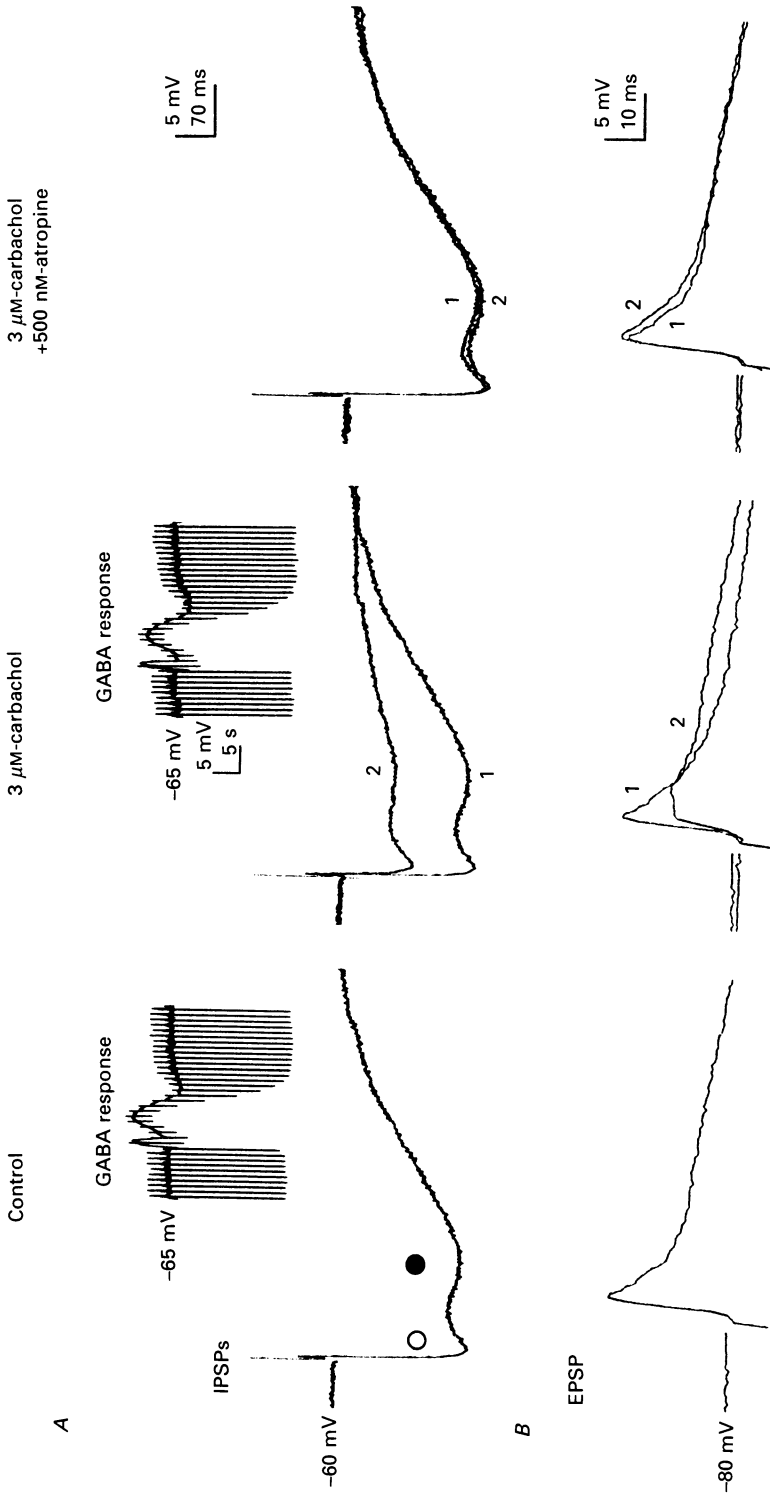 Control
3 μM-carbachol
3 μM-carbachol
+500 nM-atropine
A
GABA response
GABA response
–65 mV
–65 mV
5 mV
5 s
5 mV
70 ms
IPSPs
–60 mV
2
1
1
2
B
EPSP
–80 mV
1
2
2
1
5 mV
10 ms